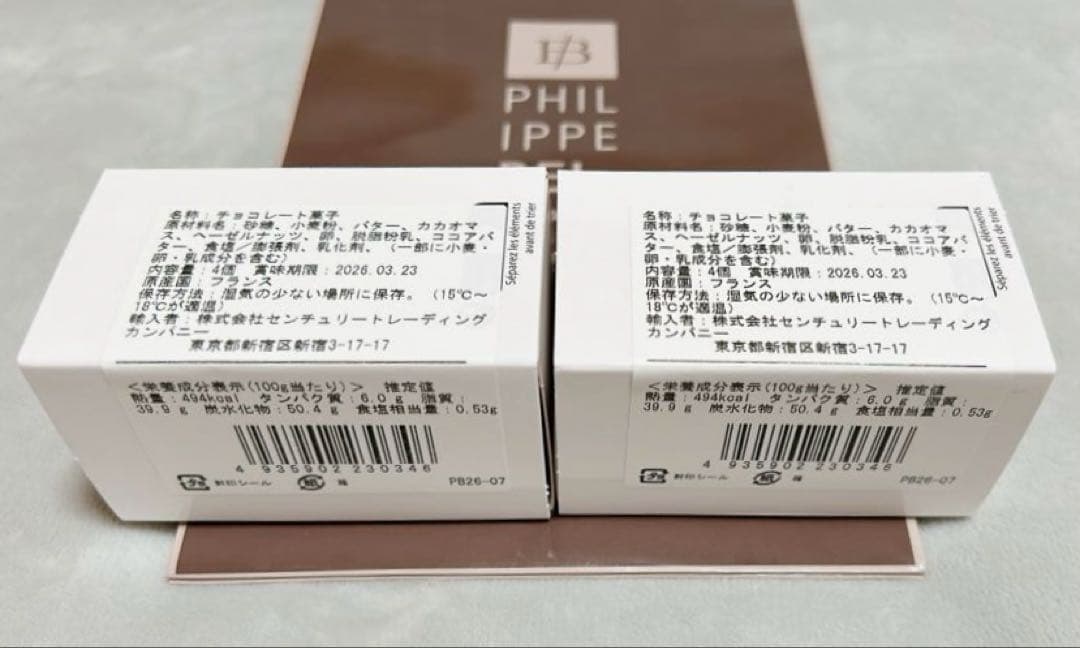 PHIL
IPPE
名称：チョコレート菓子
原材料名：砂糖、小麦粉、バター、カカオマ
ス、ヘーゼルナッツ、卵、脱脂粉乳、ココアバ
ター、食塩／膨張剤、乳化剤、（一部に小麦・
卵・乳成分を含む）
内容量：4個 賞味期限：2026.03.23
原産国：フランス
保存方法：湿気の少ない場所に保存。（15℃～
18℃が適温）
輸入者：株式会社センチュリートレーディング
カンパニー
東京都新宿区新宿3-17-17
Séparez les éléments
avant de trier
＜栄養成分表示（100g当たり）＞ 推定値
熱量：494kcal タンパク質：6.0g 脂質：
39.9g 炭水化物：50.4g 食塩相当量：0.53g
4 935902 230346
プラ 封印シール 紙 箱 PB26-07
名称：チョコレート菓子
原材料名：砂糖、小麦粉、バター、カカオマ
ス、ヘーゼルナッツ、卵、脱脂粉乳、ココアバ
ター、食塩／膨張剤、乳化剤、（一部に小麦・
卵・乳成分を含む）
内容量：4個 賞味期限：2026.03.23
原産国：フランス
保存方法：湿気の少ない場所に保存。（15℃～
18℃が適温）
輸入者：株式会社センチュリートレーディング
カンパニー
東京都新宿区新宿3-17-17
Séparez les éléments
avant de trier
＜栄養成分表示（100g当たり）＞ 推定値
熱量：494kcal タンパク質：6.0g 脂質：
39.9g 炭水化物：50.4g 食塩相当量：0.53g
4 935902 230346
プラ 封印シール 紙 箱 PB26-07